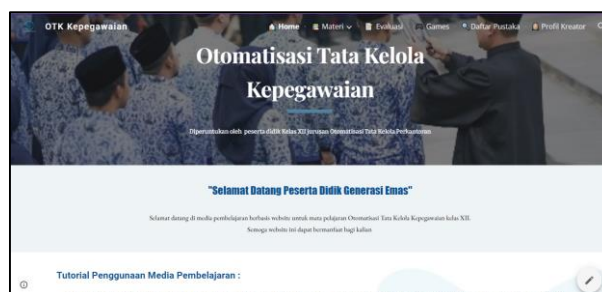 OTK Kepegawaian
Home Materi Evaluasi Games Daftar Pustaka Profil Kreator
Otomatisasi Tata Kelola
Kepegawaian
Diperuntukan oleh peserta didik Kelas XII jurusan Otomatisasi Tata Kelola Perkantoran
"Selamat Datang Peserta Didik Generasi Emas"
Selamat datang di media pembelajaran berbasis website untuk mata pelajaran Otomatisasi Tata Kelola Kepegawaian kelas XII.
Semoga website ini dapat bermanfaat bagi kalian
Tutorial Penggunaan Media Pembelajaran :